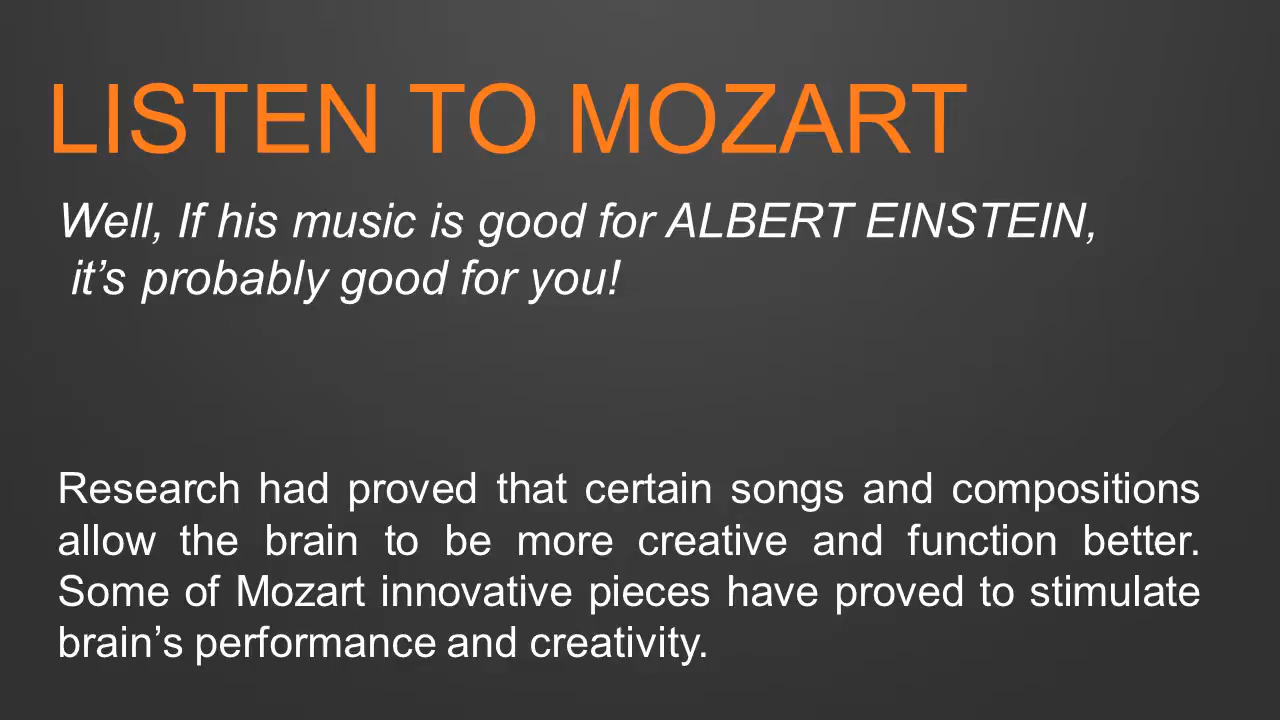 LISTEN TO MOZART
Well, If his music is good for ALBERT EINSTEIN,
it’s probably good for you!
Research had proved that certain songs and compositions
allow the brain to be more creative and function better.
Some of Mozart innovative pieces have proved to stimulate
brain’s performance and creativity.